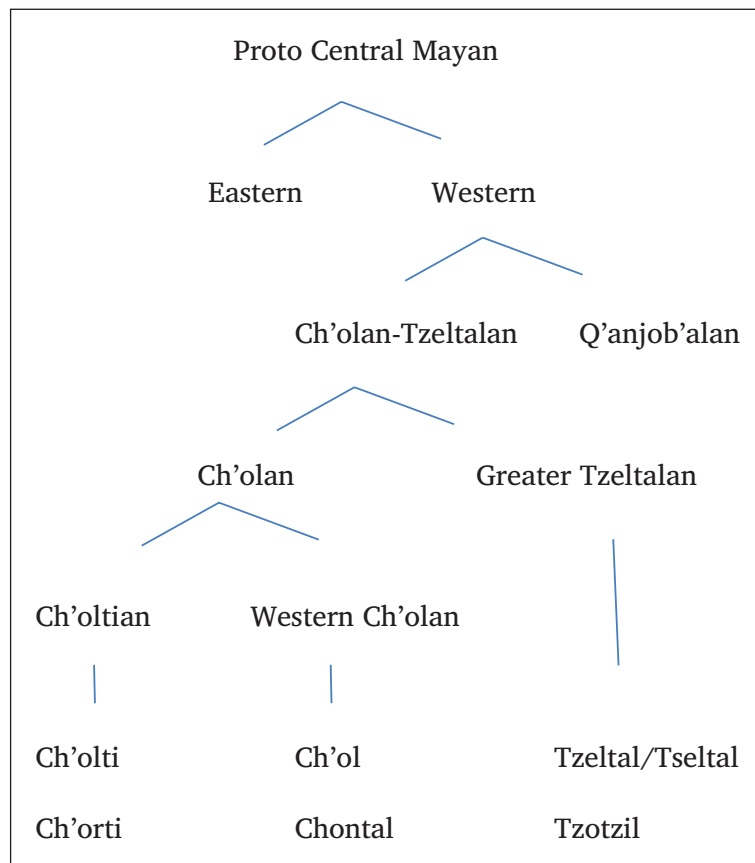 Proto Central Mayan
Eastern Western
Ch’olan-Tzeltalan Q’anjob’alan
Ch’olan Greater Tzeltalan
Ch’oltian Western Ch’olan
Ch’olti Ch’ol Tzeltal/Tseltal
Ch’orti Chontal Tzotzil